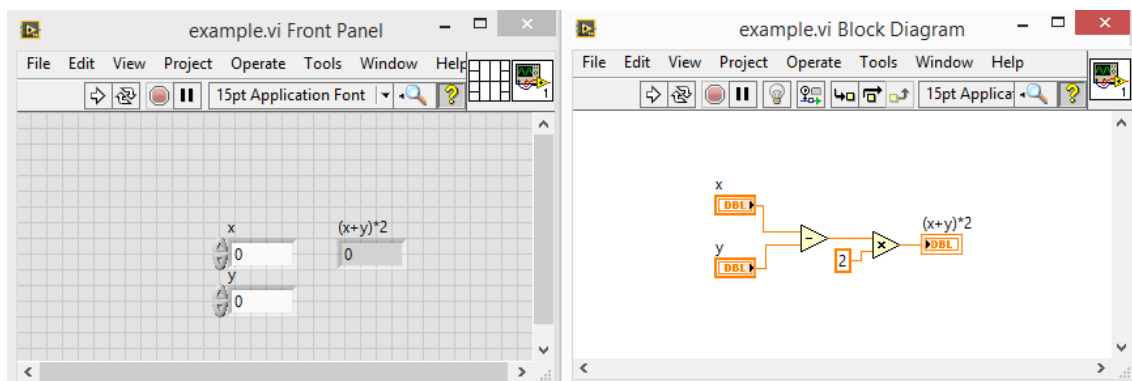 example.vi Front Panel
File Edit View Project Operate Tools Window Help
15pt Application Font
1
x
0
(x+y)*2
0
y
0
example.vi Block Diagram
File Edit View Project Operate Tools Window Help
15pt Applica
1
x
DBL
y
DBL
-
2
x
(x+y)*2
DBL